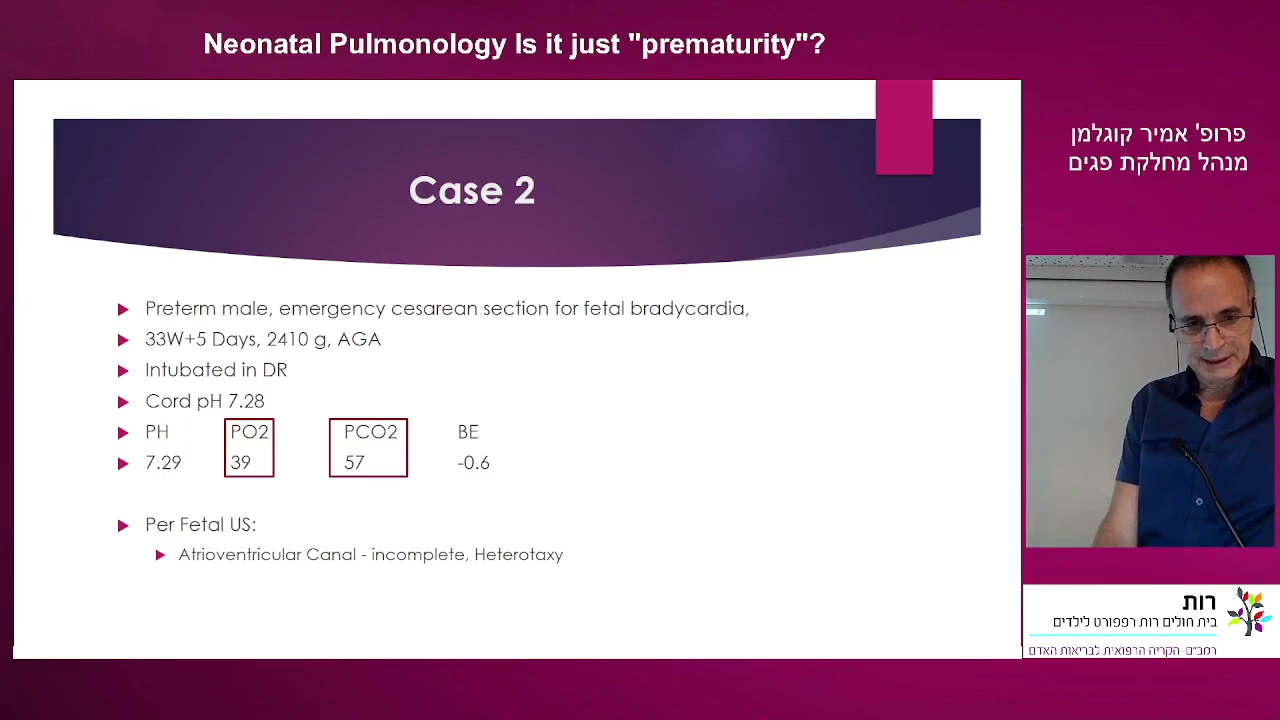 Neonatal Pulmonology Is it just "prematurity"?
Case 2
Preterm male, emergency cesarean section for fetal bradycardia,
33W+5 Days, 2410 g, AGA
Intubated in DR
Cord pH 7.28
PH PO2 PCO2 BE
7.29 39 57 -0.6
Per Fetal US:
Atrioventricular Canal - incomplete, Heterotaxy
פרופ' אמיר קוגלמן
מנהל מחלקת פגים
רות
בית חולים רות רפפורט לילדים
רמב"ם-הקריה הרפואית לבריאות האדם